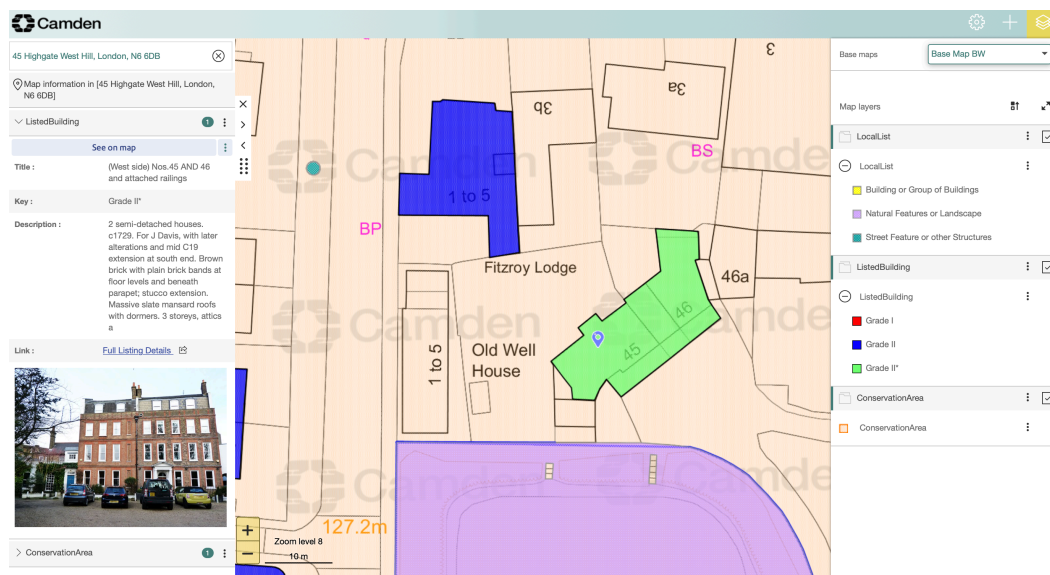 Camden
45 Highgate West Hill, London, N6 6DB
Map information in [45 Highgate West Hill, London,
N6 6DB]
ListedBuilding 1
See on map
Title : (West side) Nos.45 AND 46
and attached railings
Key : Grade II*
Description : 2 semi-detached houses.
c1729. For J Davis, with later
alterations and mid C19
extension at south end. Brown
brick with plain brick bands at
floor levels and beneath
parapet; stucco extension.
Massive slate mansard roofs
with dormers. 3 storeys, attics
a
Link : Full Listing Details
ConservationArea 1
3
3a
3b
BS
1 to 5
BP
Fitzroy Lodge
46a
46
45
Old Well
House
1 to 5
127.2m
Zoom level 8
10 m
Camden
Camden
Camden
Camden
Camden
Camden
Base maps
Base Map BW
Map layers
LocalList
LocalList
Building or Group of Buildings
Natural Features or Landscape
Street Feature or other Structures
ListedBuilding
ListedBuilding
Grade I
Grade II
Grade II*
ConservationArea
ConservationArea